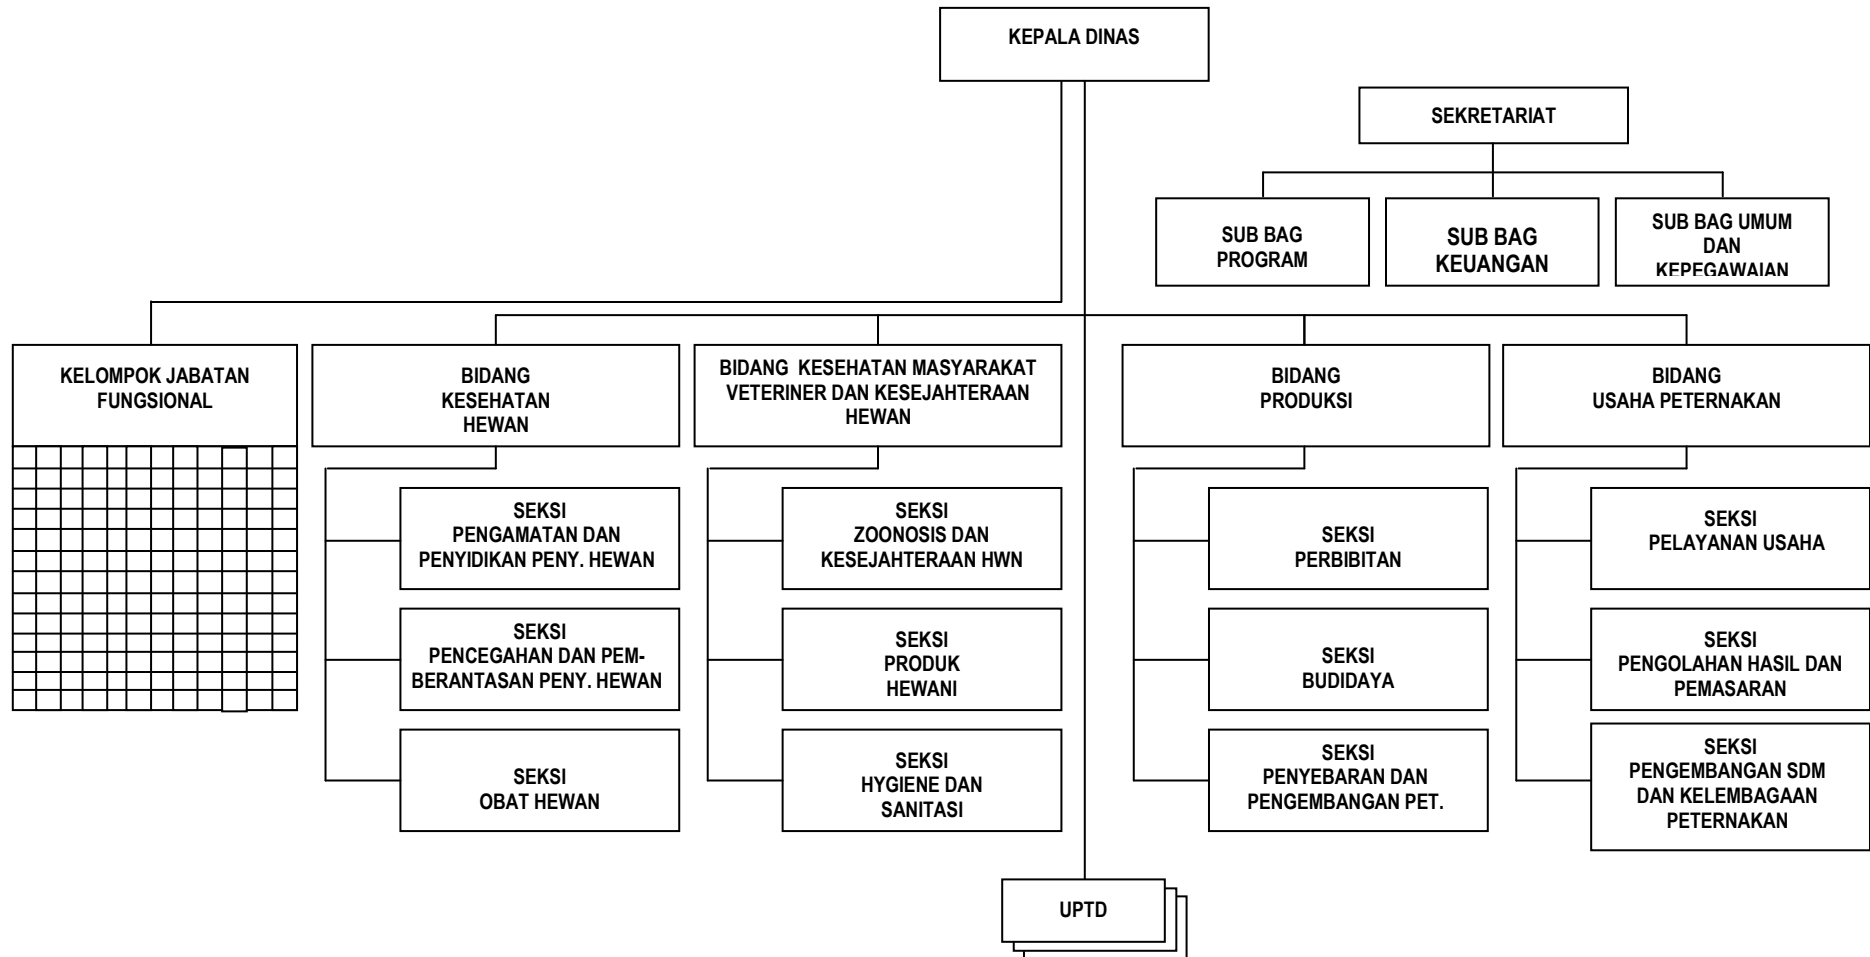 KEPALA DINAS
SEKRETARIAT
SUB BAG
PROGRAM
SUB BAG
KEUANGAN
SUB BAG UMUM
DAN
KEPEGAWAIAN
KELOMPOK JABATAN
FUNGSIONAL
BIDANG
KESEHATAN
HEWAN
BIDANG KESEHATAN MASYARAKAT
VETERINER DAN KESEJAHTERAAN
HEWAN
BIDANG
PRODUKSI
BIDANG
USAHA PETERNAKAN
SEKSI
PENGAMATAN DAN
PENYIDIKAN PENY. HEWAN
SEKSI
PENCEGAHAN DAN PEM-
BERANTASAN PENY. HEWAN
SEKSI
OBAT HEWAN
SEKSI
ZOONOSIS DAN
KESEJAHTERAAN HWN
SEKSI
PRODUK
HEWANI
SEKSI
HYGIENE DAN
SANITASI
SEKSI
PERBIBITAN
SEKSI
BUDIDAYA
SEKSI
PENYEBARAN DAN
PENGEMBANGAN PET.
SEKSI
PELAYANAN USAHA
SEKSI
PENGOLAHAN HASIL DAN
PEMASARAN
SEKSI
PENGEMBANGAN SDM
DAN KELEMBAGAAN
PETERNAKAN
UPTD